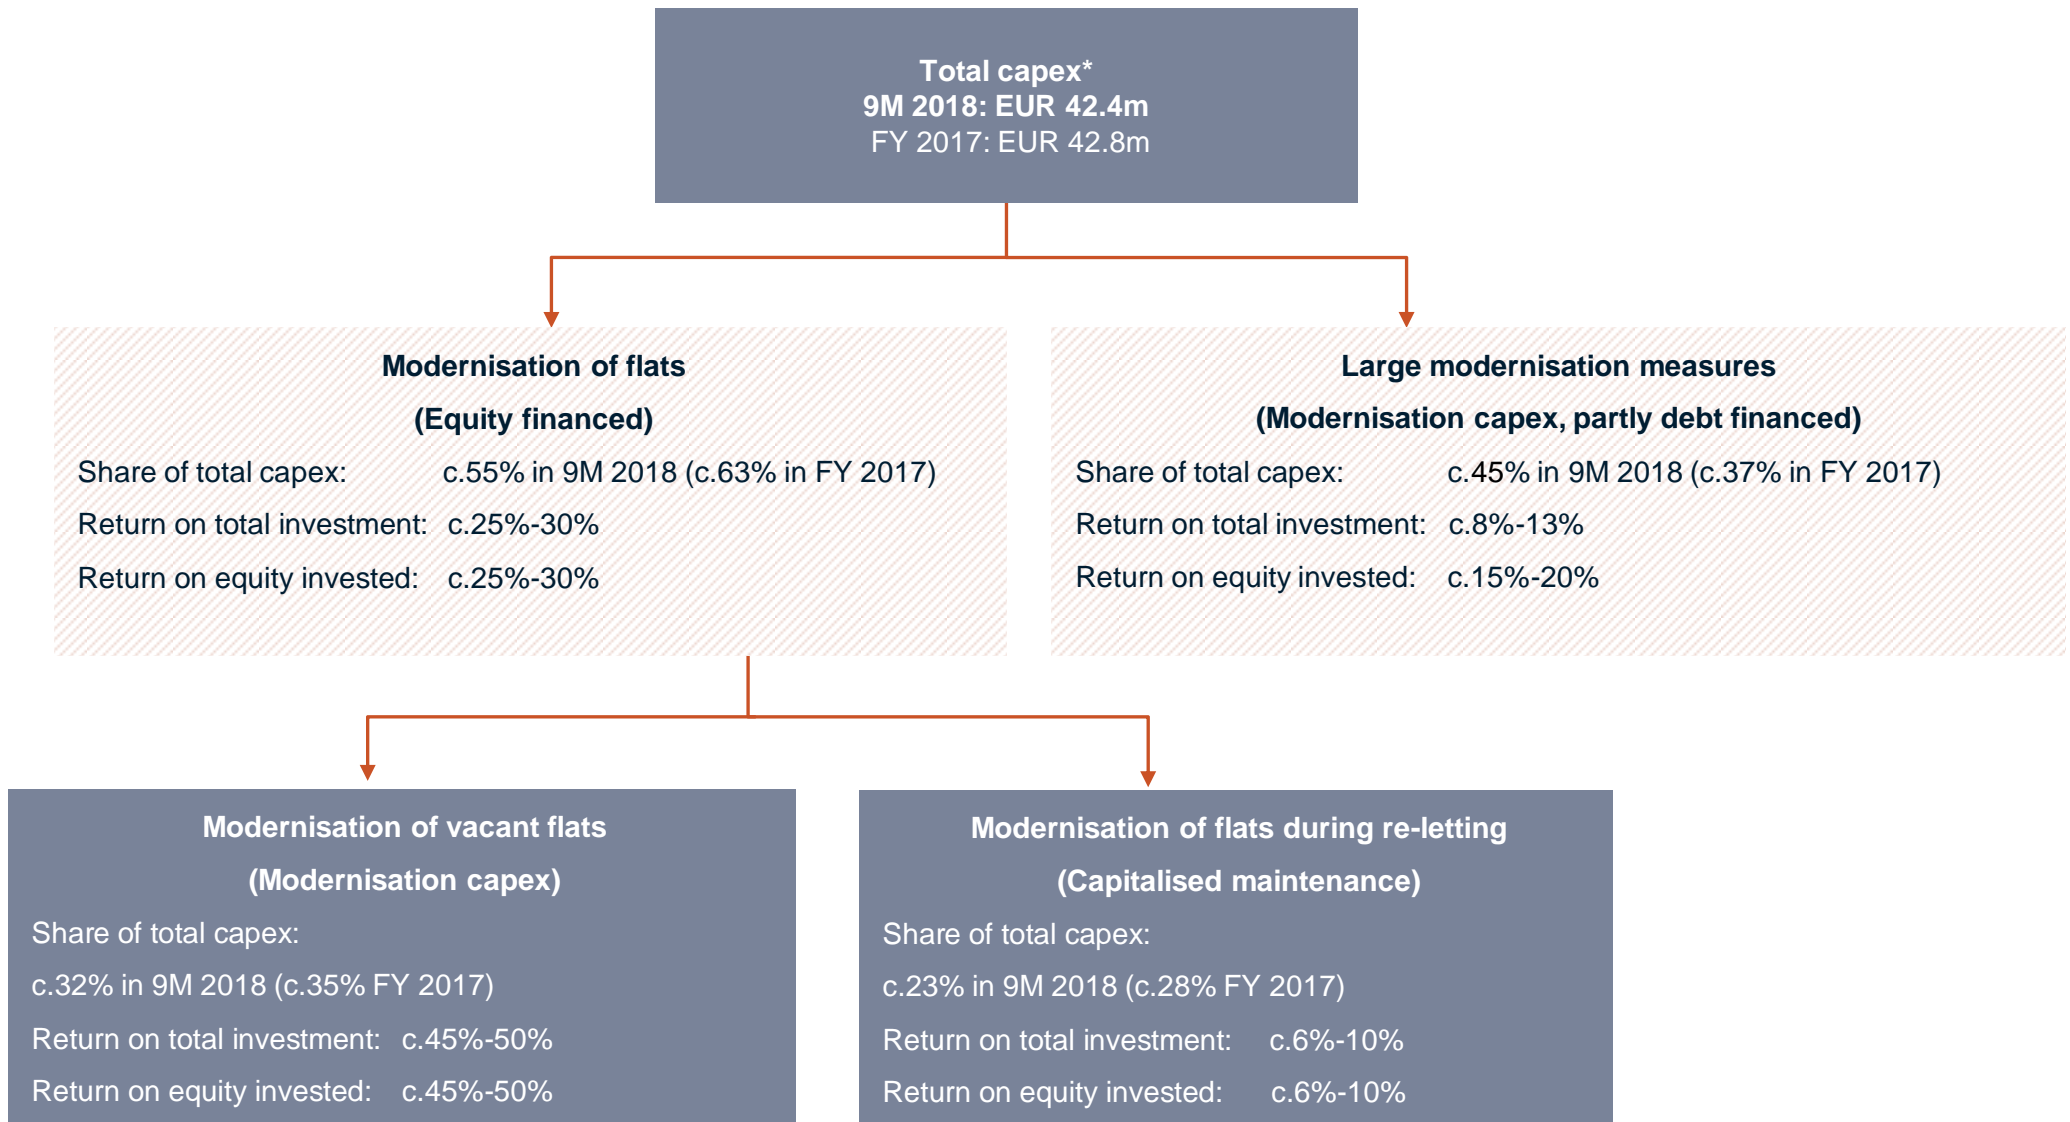 Total capex*
9M 2018: EUR 42.4m
FY 2017: EUR 42.8m
Modernisation of flats
(Equity financed)
Share of total capex: c.55% in 9M 2018 (c.63% in FY 2017)
Return on total investment: c.25%-30%
Return on equity invested: c.25%-30%
Large modernisation measures
(Modernisation capex, partly debt financed)
Share of total capex: c.45% in 9M 2018 (c.37% in FY 2017)
Return on total investment: c.8%-13%
Return on equity invested: c.15%-20%
Modernisation of vacant flats
(Modernisation capex)
Share of total capex:
c.32% in 9M 2018 (c.35% FY 2017)
Return on total investment: c.45%-50%
Return on equity invested: c.45%-50%
Modernisation of flats during re-letting
(Capitalised maintenance)
Share of total capex:
c.23% in 9M 2018 (c.28% FY 2017)
Return on total investment: c.6%-10%
Return on equity invested: c.6%-10%